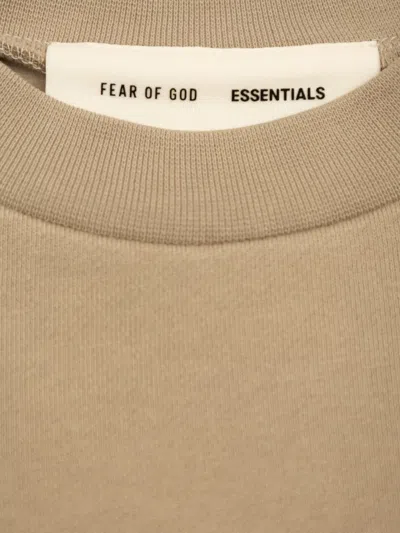 FEAR OF GOD ESSENTIALS